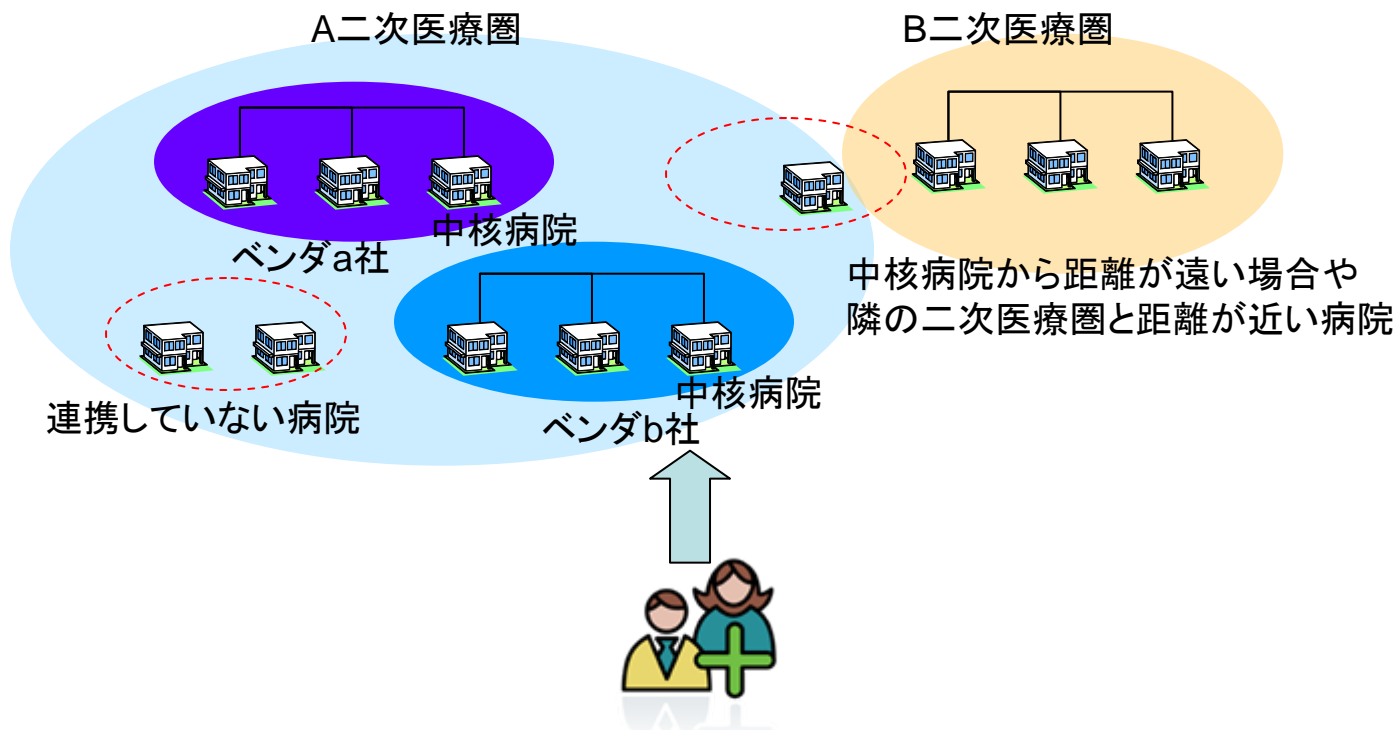 A二次医療圏
B二次医療圏
中核病院
ベンダa社
中核病院から距離が遠い場合や
隣の二次医療圏と距離が近い病院
中核病院
連携していない病院
ベンダb社